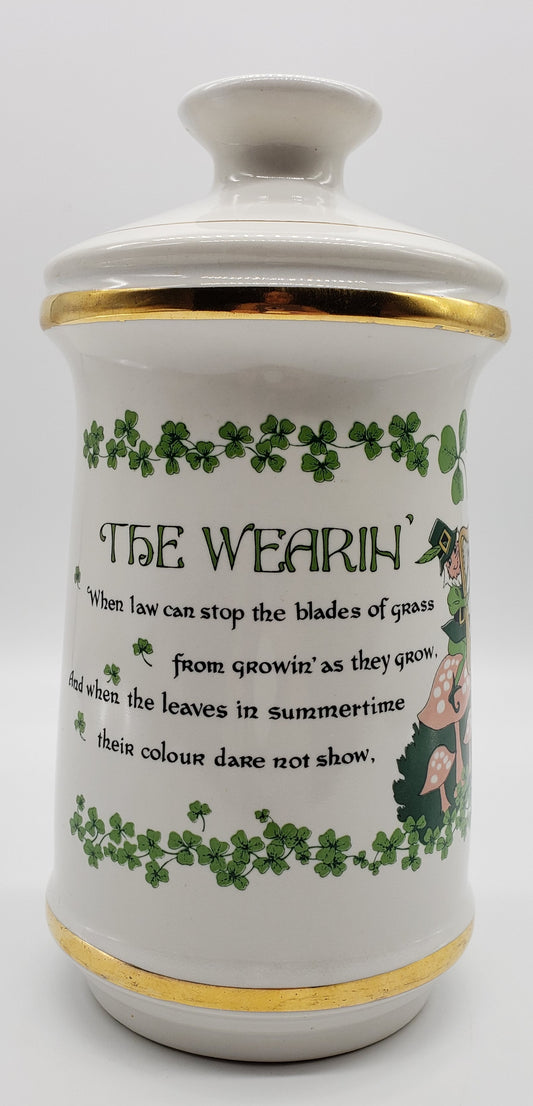 THE WEARIN'
'When law can stop the blades of grass
from growin' as they grow,
And when the leaves in summertime
their colour dare not show,